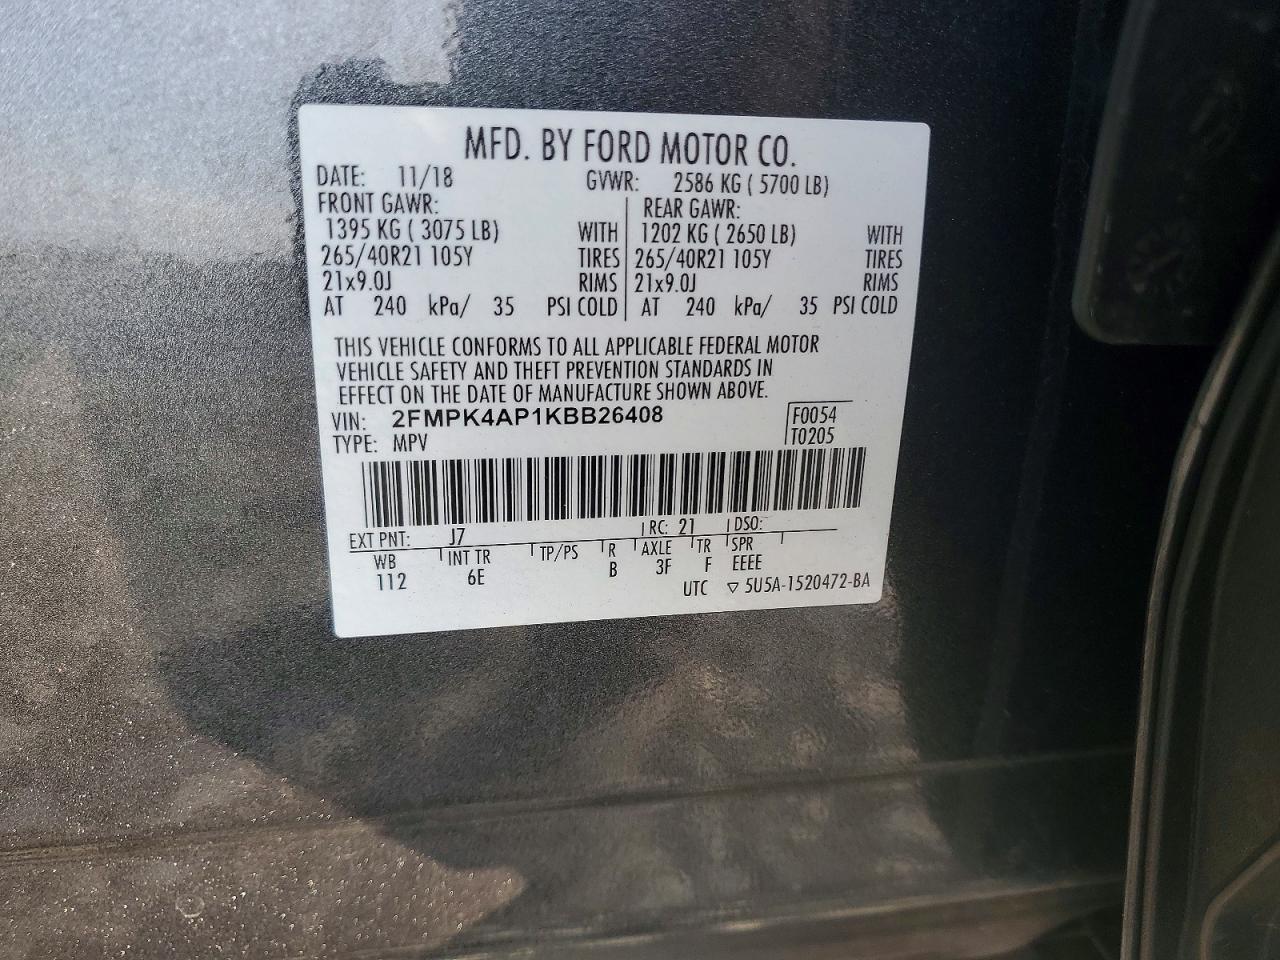 MFD. BY FORD MOTOR CO.
DATE: 11/18 GVWR: 2586 KG ( 5700 LB)
FRONT GAWR: REAR GAWR:
1395 KG ( 3075 LB) WITH 1202 KG ( 2650 LB) WITH
265/40R21 105Y TIRES 265/40R21 105Y TIRES
21x9.0J RIMS 21x9.0J RIMS
AT 240 kPa/ 35 PSI COLD AT 240 kPa/ 35 PSI COLD
THIS VEHICLE CONFORMS TO ALL APPLICABLE FEDERAL MOTOR
VEHICLE SAFETY AND THEFT PREVENTION STANDARDS IN
EFFECT ON THE DATE OF MANUFACTURE SHOWN ABOVE.
VIN: 2FMPK4AP1KBB26408 F0054
TYPE: MPV T0205
EXT PNT: J7 RC: 21 DSO:
WB INT TR TP/PS R AXLE TR SPR
112 6E B 3F F EEEE
UTC ▽ 5U5A-1520472-BA